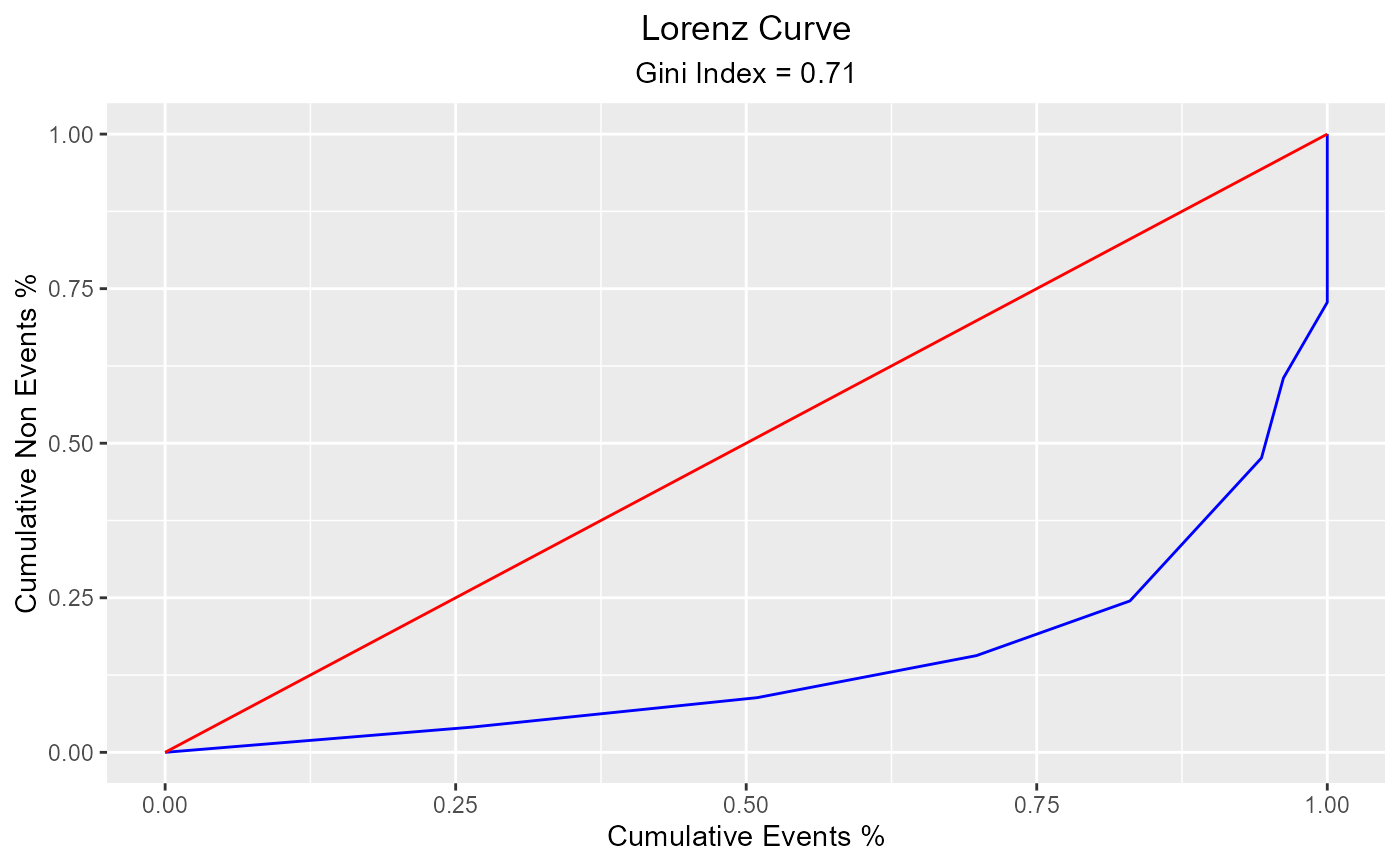 Lorenz Curve
Gini Index = 0.71
Cumulative Non Events %
1.00
0.75
0.50
0.25
0.00
0.00 0.25 0.50 0.75 1.00
Cumulative Events %